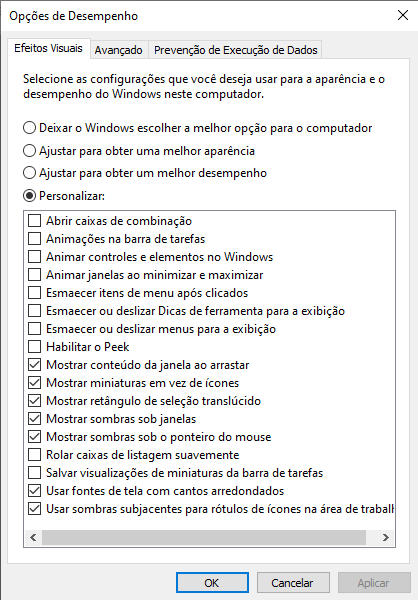 Opções de Desempenho
Efeitos Visuais
Avançado
Prevenção de Execução de Dados
Selecione as configurações que você deseja usar para a aparência e o
desempenho do Windows neste computador.
Deixar o Windows escolher a melhor opção para o computador
Ajustar para obter uma melhor aparência
Ajustar para obter um melhor desempenho
Personalizar:
Abrir caixas de combinação
Animações na barra de tarefas
Animar controles e elementos no Windows
Animar janelas ao minimizar e maximizar
Esmaecer itens de menu após clicados
Esmaecer ou deslizar Dicas de ferramenta para a exibição
Esmaecer ou deslizar menus para a exibição
Habilitar o Peek
Mostrar conteúdo da janela ao arrastar
Mostrar miniaturas em vez de ícones
Mostrar retângulo de seleção translúcido
Mostrar sombras sob janelas
Mostrar sombras sob o ponteiro do mouse
Rolar caixas de listagem suavemente
Salvar visualizações de miniaturas da barra de tarefas
Usar fontes de tela com cantos arredondados
Usar sombras subjacentes para rótulos de ícones na área de trabal
OK
Cancelar
Aplicar